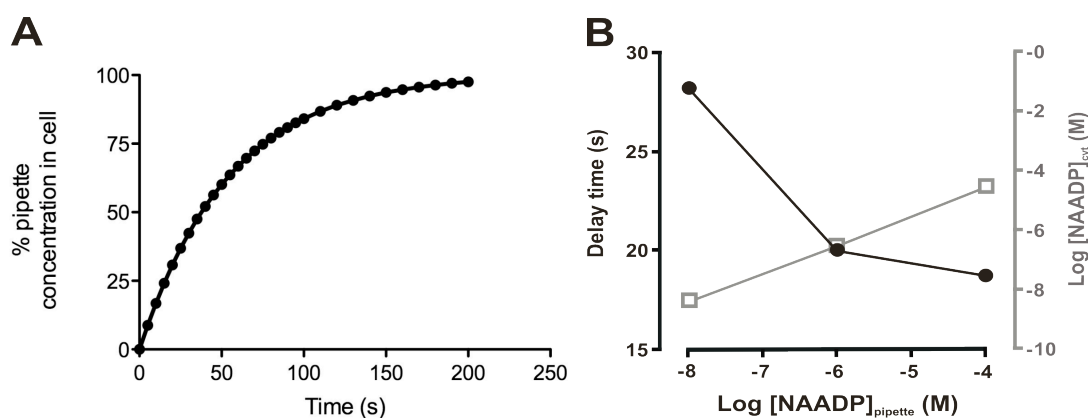 A
% pipette
concentration in cell
100
75
50
25
0
0 50 100 150 200 250
Time (s)
B
Delay time (s)
30
25
20
15
-8 -7 -6 -5 -4
Log [NAADP]pipette (M)
-0
-2
-4
-6
-8
-10
Log [NAADP]cyt (M)